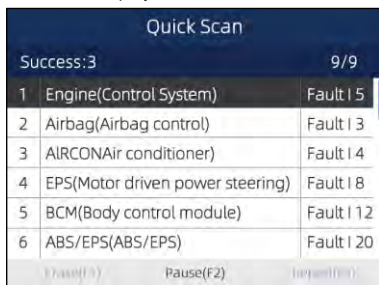 Quick Scan
Success:3 9/9
1 Engine(Control System) Fault I 5
2 Airbag(Airbag control) Fault I 3
3 AIRCONAir conditioner) Fault I 4
4 EPS(Motor driven power steering) Fault I 8
5 BCM(Body control module) Fault I 12
6 ABS/EPS(ABS/EPS) Fault I 20
Pause(F2)